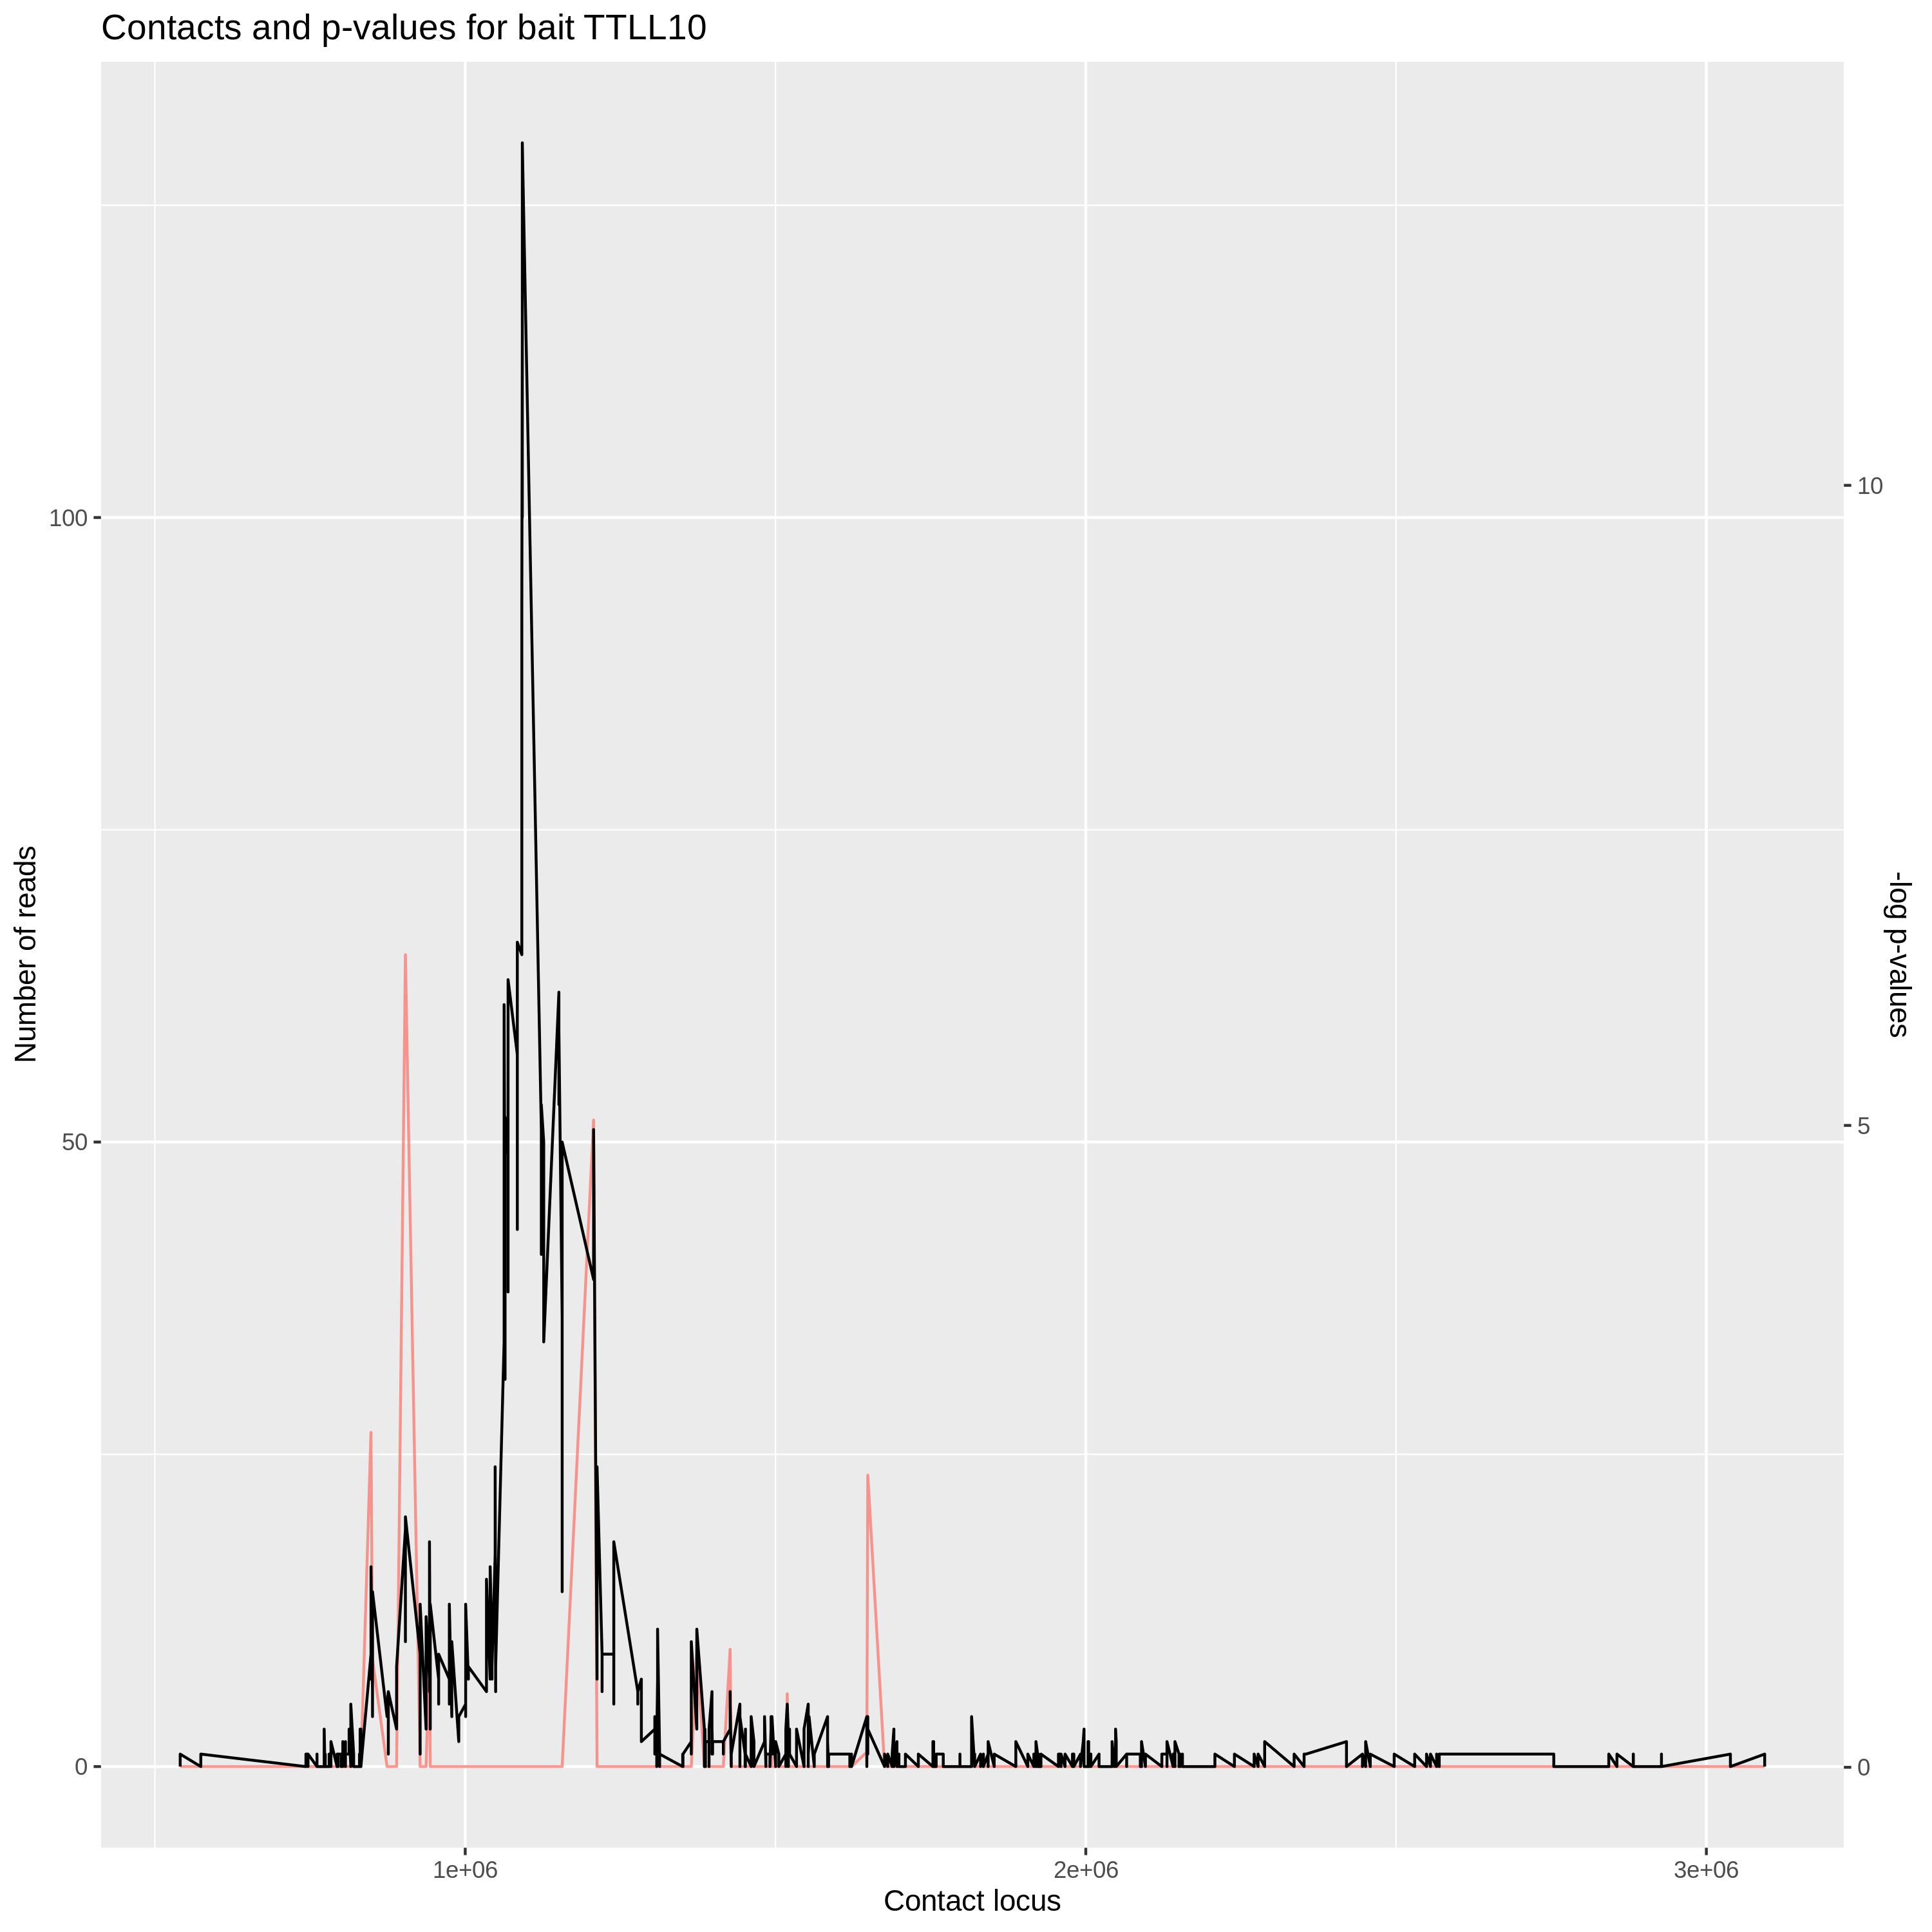 Contacts and p-values for bait TTLL10
100
50
0
Number of reads
10
5
0
-log p-values
1e+06
2e+06
3e+06
Contact locus